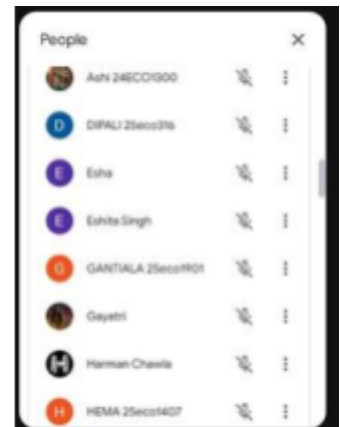 People
Ashi 24ECO1300
D DIPALI 25eco316
E Esha
E Eshita Singh
G GANTIALA 25eco1901
Gayatri
H Harman Chawla
H HEMA 25eco1407